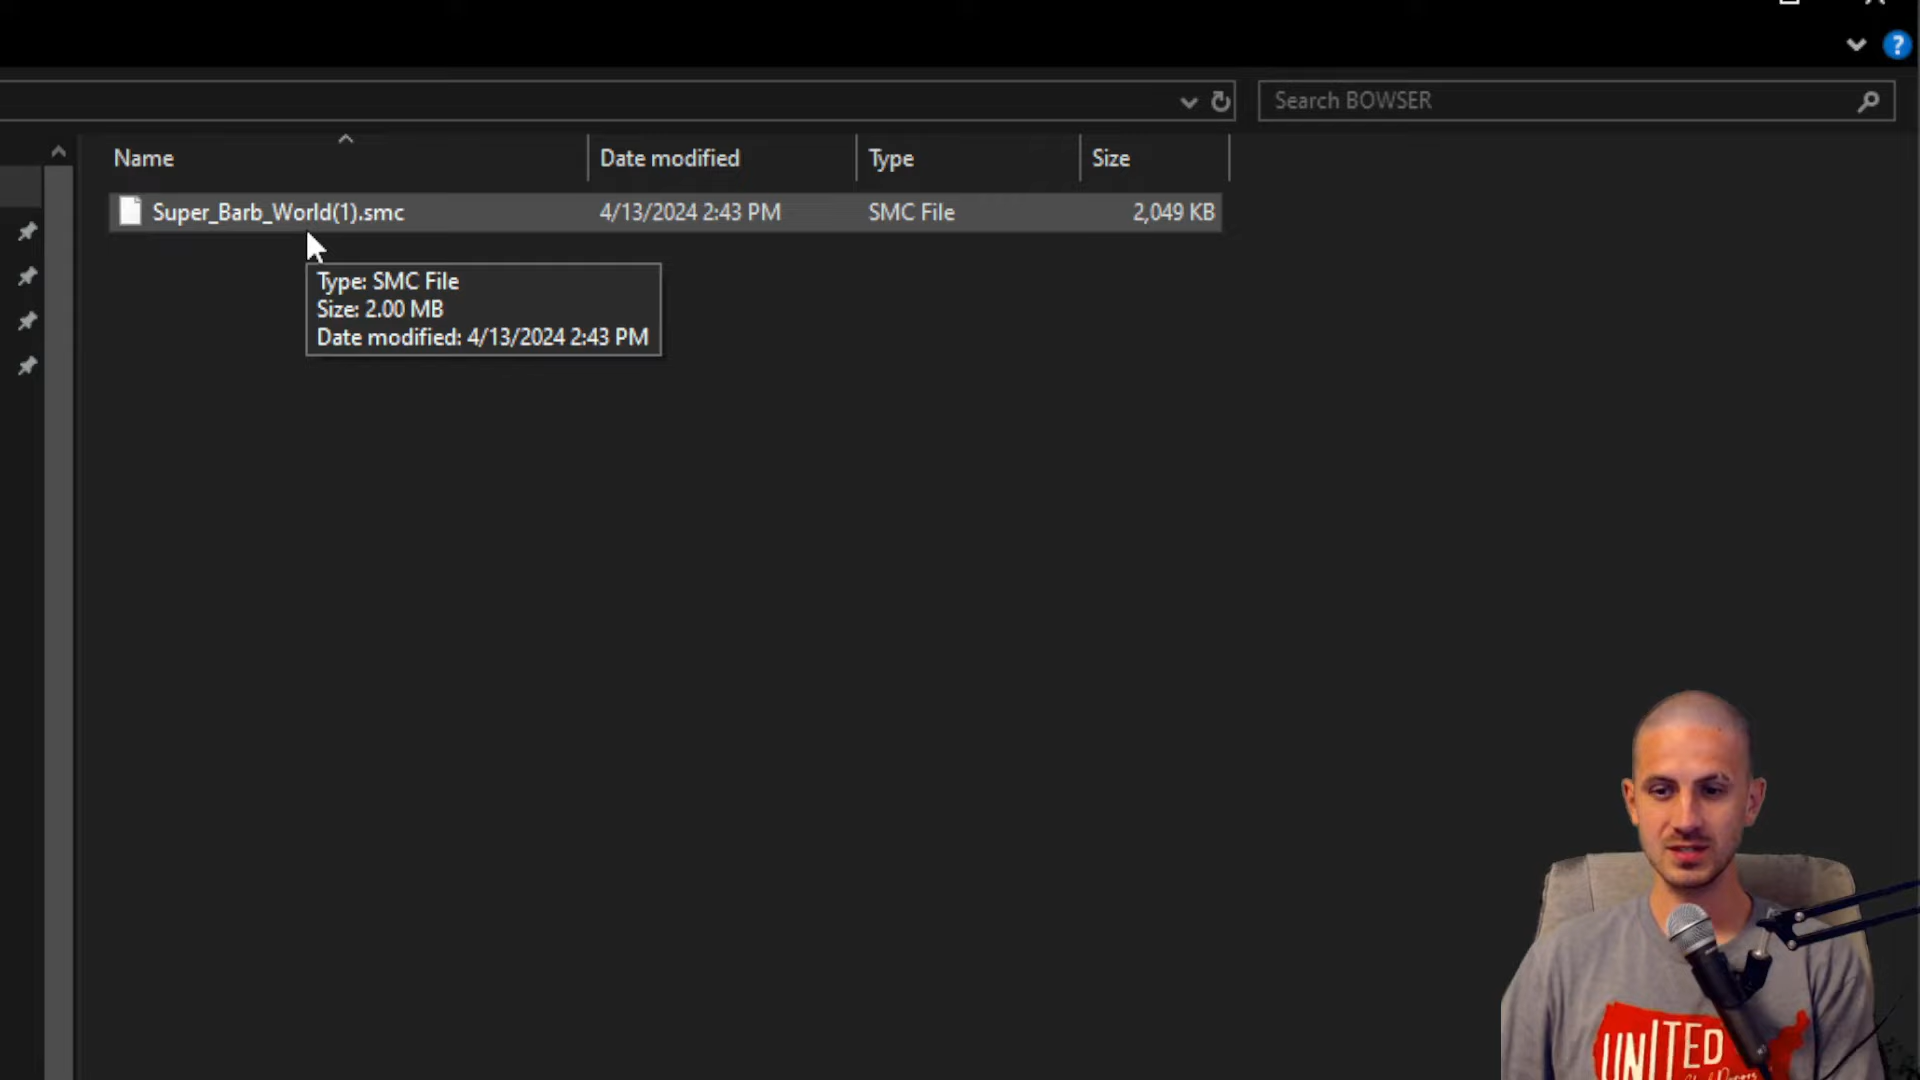 ?
Search BOWSER
Name Date modified Type Size
Super_Barb_World(1).smc 4/13/2024 2:43 PM SMC File 2,049 KB
Type: SMC File
Size: 2.00 MB
Date modified: 4/13/2024 2:43 PM
UNITED